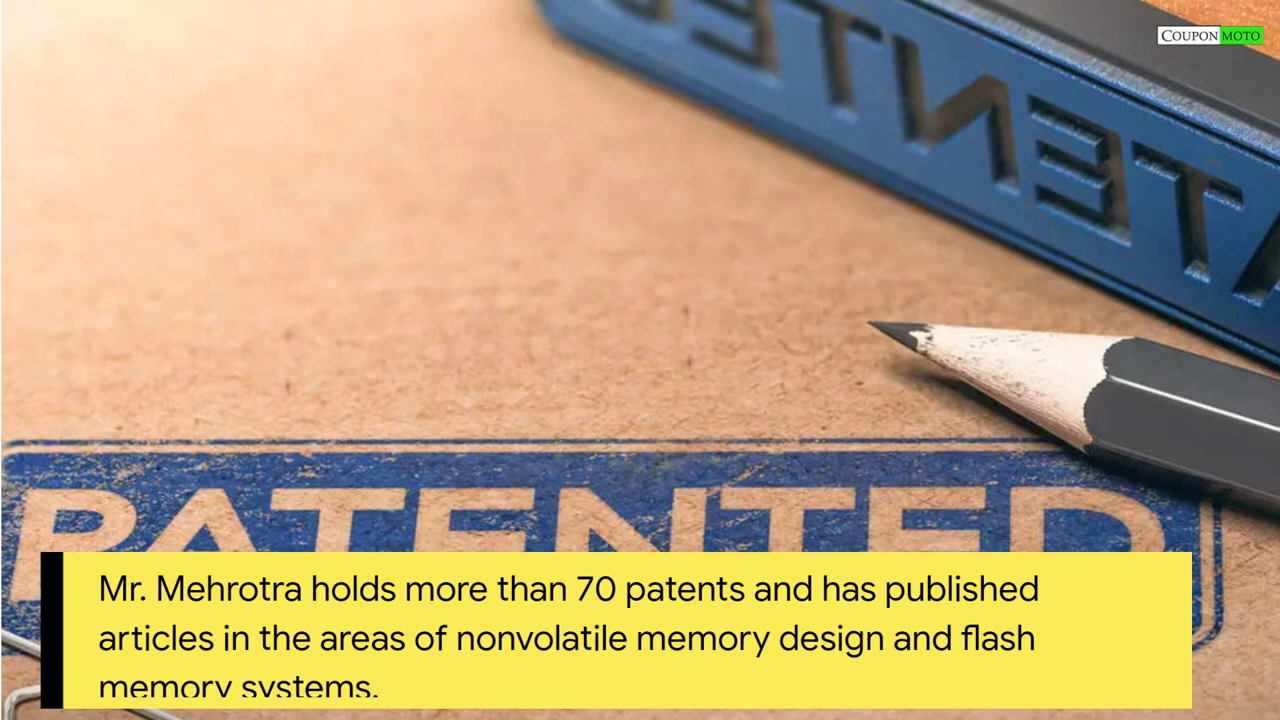 COUPON MOTO
PATENTED
Mr. Mehrotra holds more than 70 patents and has published
articles in the areas of nonvolatile memory design and flash
memory systems.